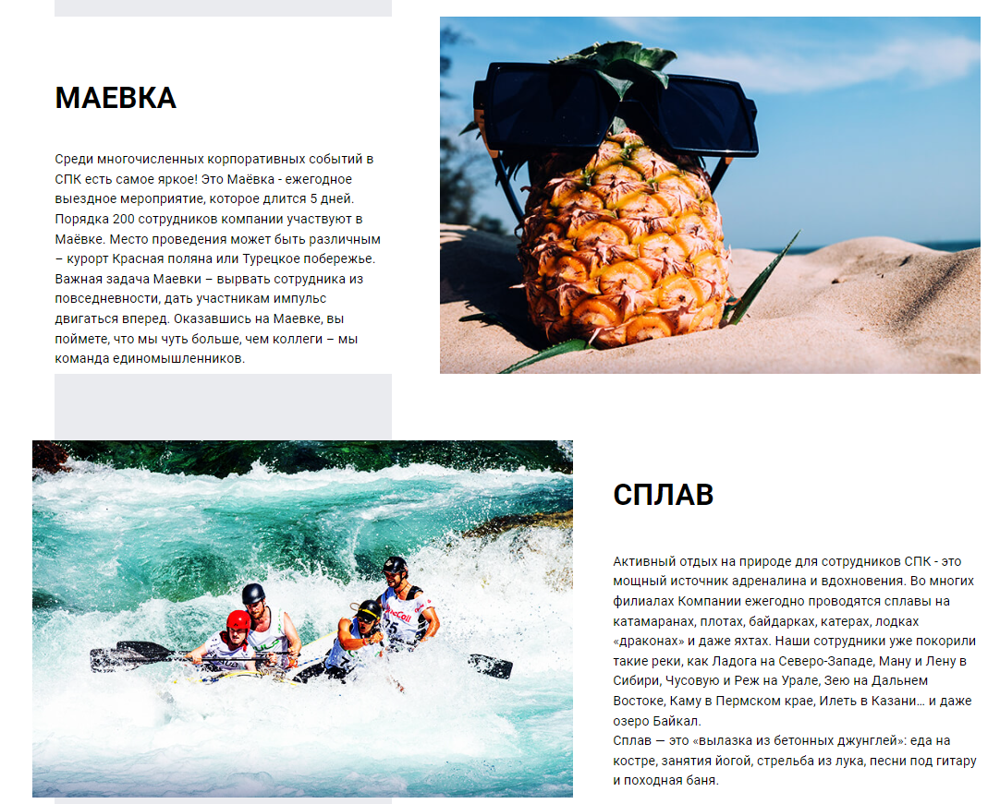 МАЕВКА
Среди многочисленных корпоративных событий в
СПК есть самое яркое! Это Маёвка - ежегодное
выездное мероприятие, которое длится 5 дней.
Порядка 200 сотрудников компании участвуют в
Маёвке. Место проведения может быть различным
– курорт Красная поляна или Турецкое побережье.
Важная задача Маевки – вырвать сотрудника из
повседневности, дать участникам импульс
двигаться вперед. Оказавшись на Маевке, вы
поймете, что мы чуть больше, чем коллеги – мы
команда единомышленников.
СПЛАВ
Активный отдых на природе для сотрудников СПК - это
мощный источник адреналина и вдохновения. Во многих
филиалах Компании ежегодно проводятся сплавы на
катамаранах, плотах, байдарках, катерах, лодках
«драконах» и даже яхтах. Наши сотрудники уже покорили
такие реки, как Ладога на Северо-Западе, Ману и Лену в
Сибири, Чусовую и Реж на Урале, Зею на Дальнем
Востоке, Каму в Пермском крае, Илеть в Казани... и даже
озеро Байкал.
Сплав — это «вылазка из бетонных джунглей»: еда на
костре, занятия йогой, стрельба из лука, песни под гитару
и походная баня.